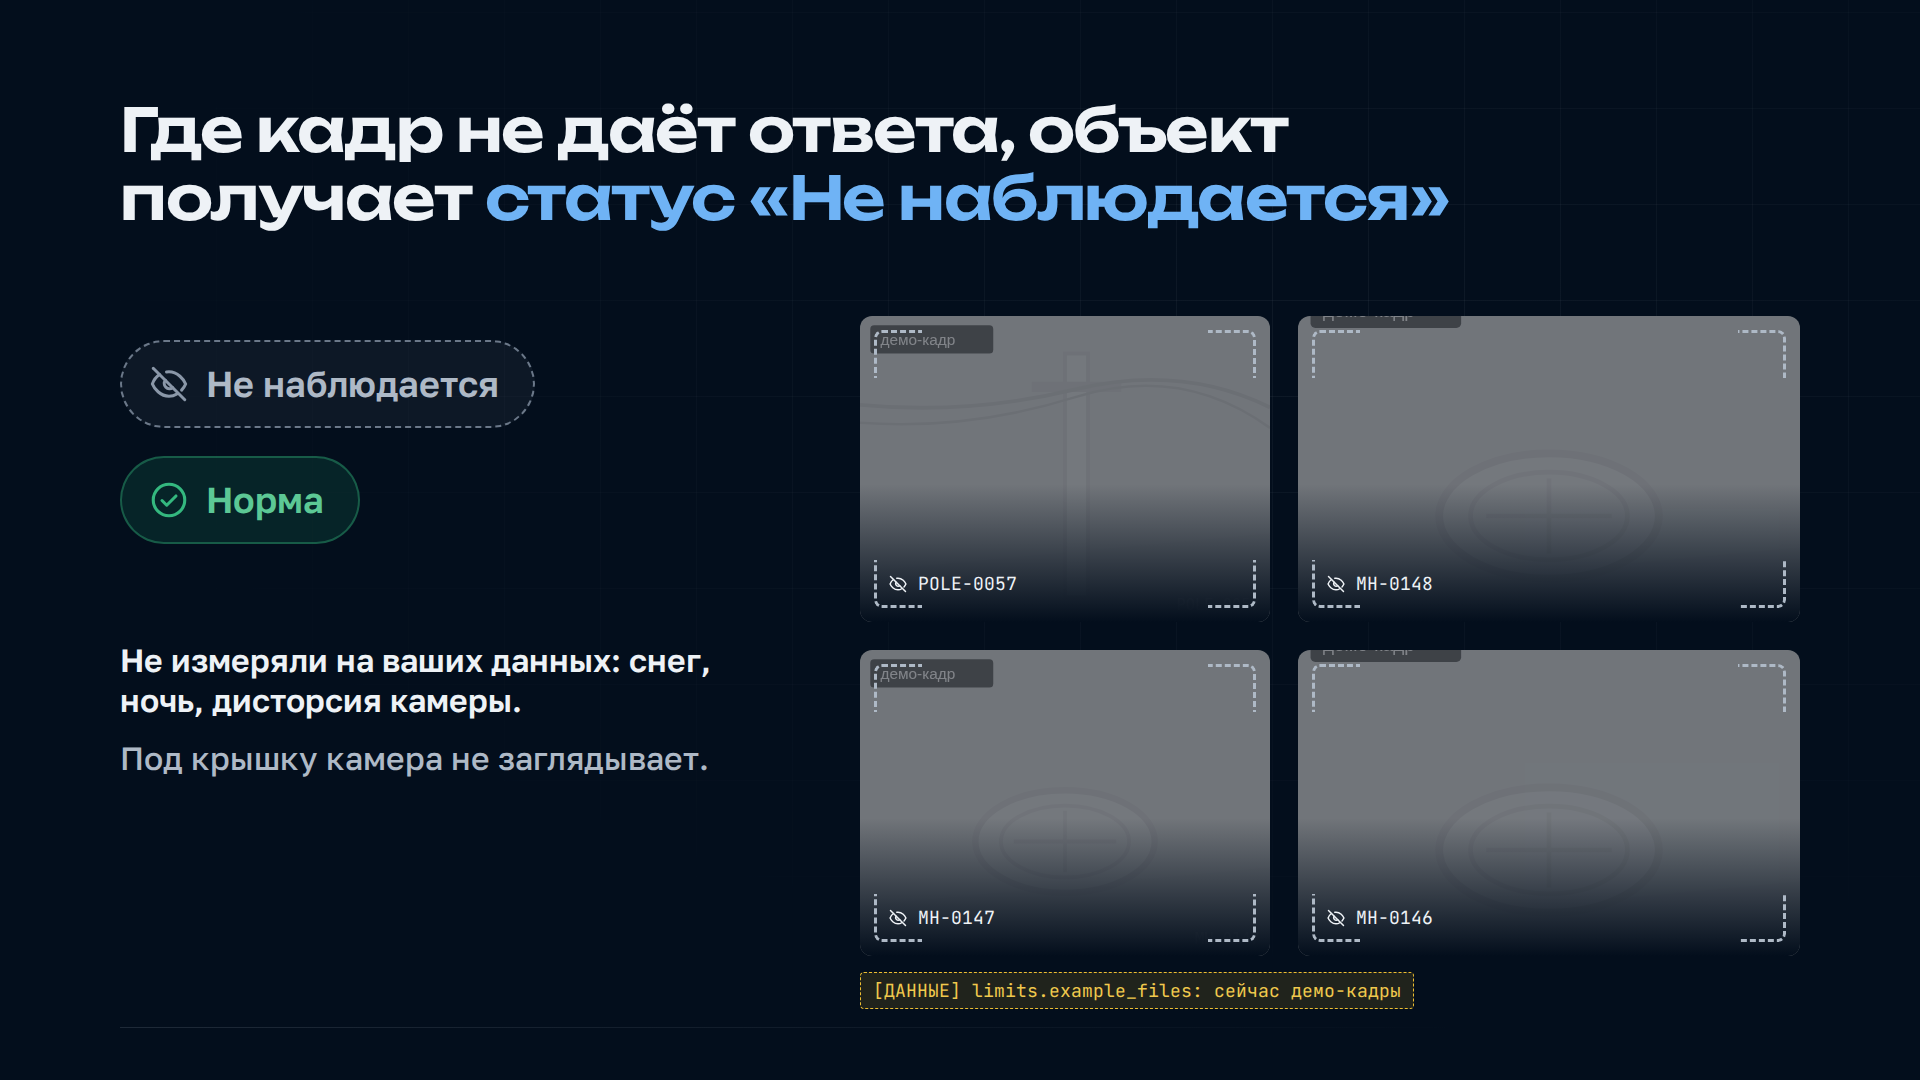 Где кадр не даёт ответа, объект
получает статус «Не наблюдается»
Не наблюдается
Норма
Не измеряли на ваших данных: снег,
ночь, дисторсия камеры.
Под крышку камера не заглядывает.
демо-кадр
POLE-0057
MH-0148
демо-кадр
MH-0147
MH-0146
[ДАННЫЕ] limits.example_files: сейчас демо-кадры